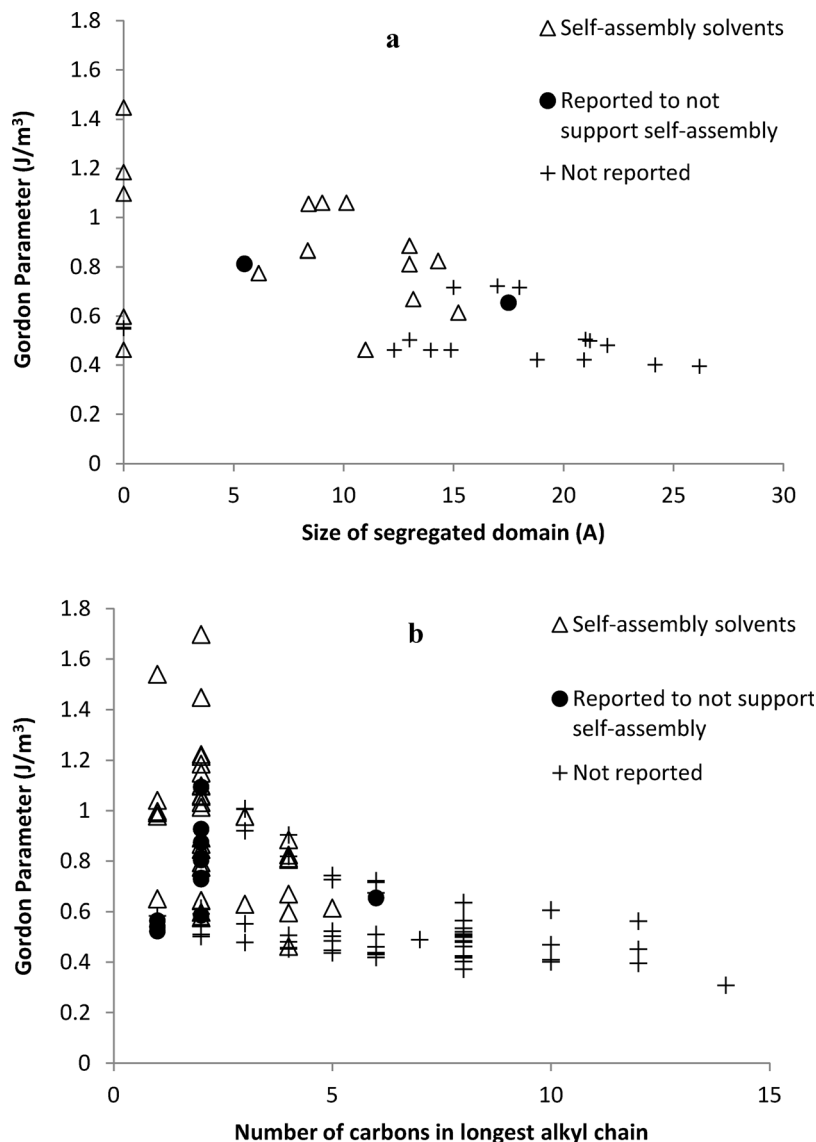 a
1.8
1.6
1.4
1.2
1
0.8
0.6
0.4
0.2
0
Gordon Parameter (J/m³)
0 5 10 15 20 25 30
Size of segregated domain (A)
Self-assembly solvents
Reported to not
support self-assembly
Not reported
b
1.8
1.6
1.4
1.2
1
0.8
0.6
0.4
0.2
0
Gordon Parameter (J/m³)
0 5 10 15
Number of carbons in longest alkyl chain
Self-assembly solvents
Reported to not support
self-assembly
Not reported